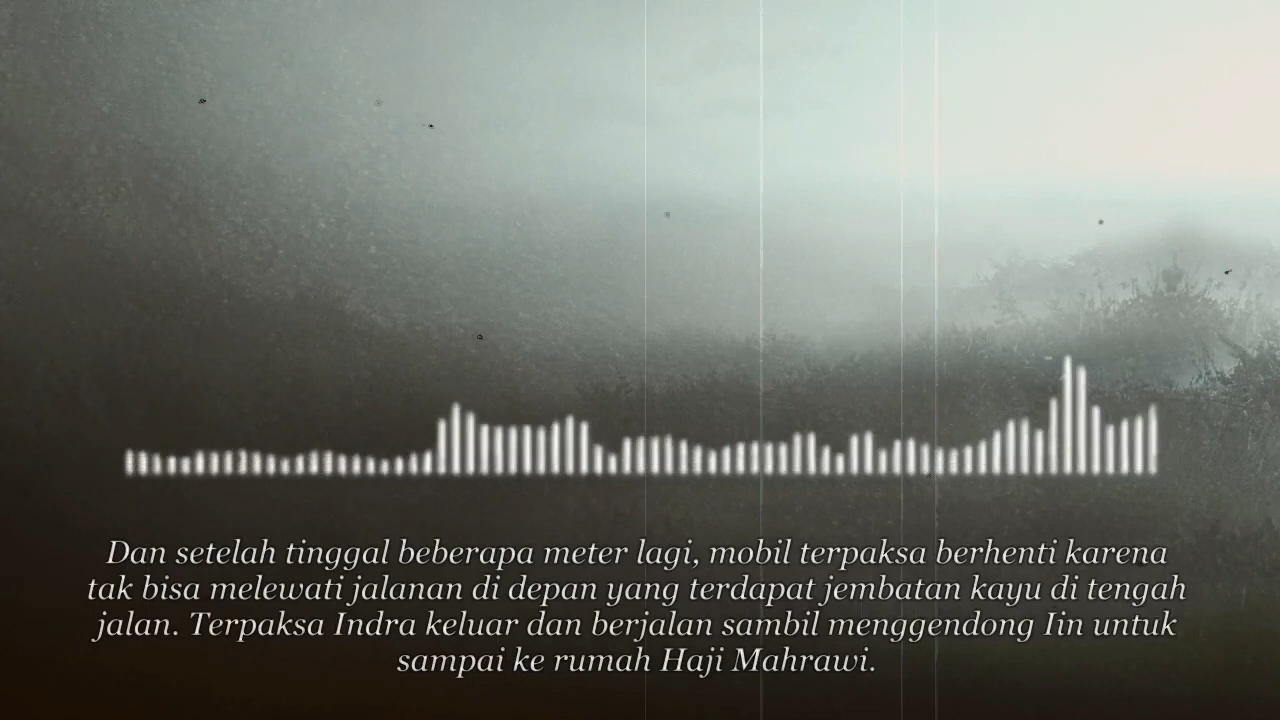 Dan setelah tinggal beberapa meter lagi, mobil terpaksa berhenti karena
tak bisa melewati jalanan di depan yang terdapat jembatan kayu di tengah
jalan. Terpaksa Indra keluar dan berjalan sambil menggendong Iin untuk
sampai ke rumah Haji Mahrawi.